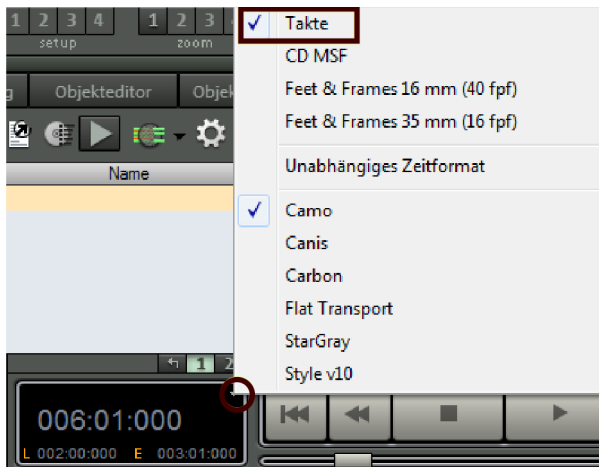 1 2 3 4 1 2 3
setup zoom
Takte
CD MSF
Objekteditor
Feet & Frames 16 mm (40 fpf)
Feet & Frames 35 mm (16 fpf)
Name
Unabhängiges Zeitformat
Camo
Canis
Carbon
Flat Transport
StarGray
Style v10
1 2
006:01:000
L 002:00:000 E 003:01:000